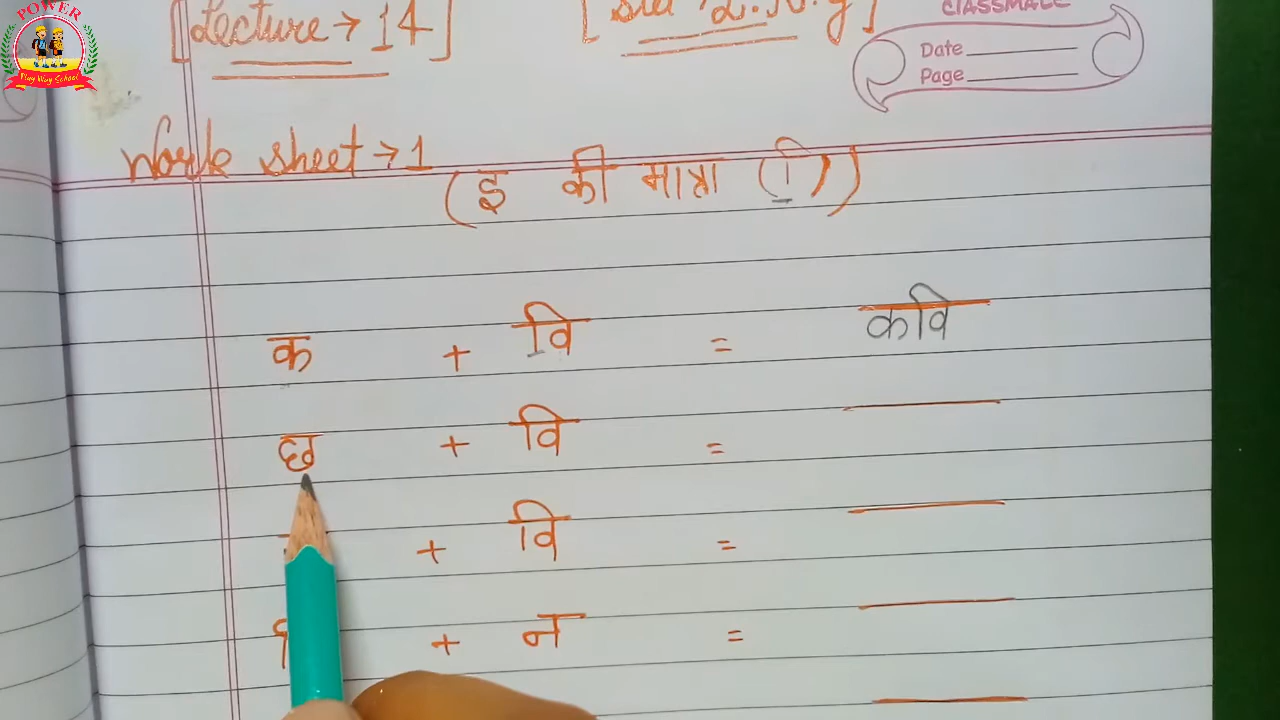 POWER
Play Way School
[Lecture → 14]
CLASSMATE
Date
Page
Work sheet → 1
(इ की मात्रा (ि))
क + वि = कवि
छ + वि =
+ वि =
+ न =